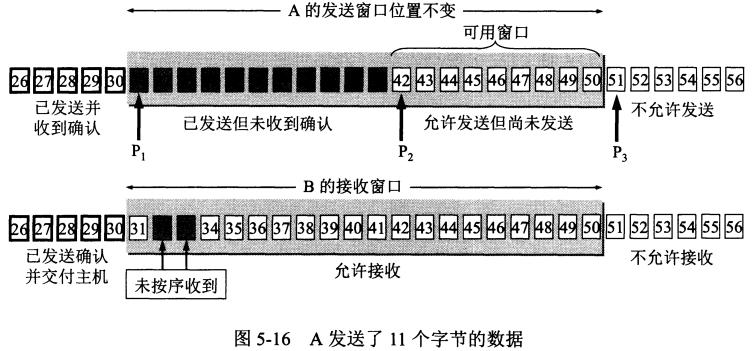 A 的发送窗口位置不变
可用窗口
26 27 28 29 30 42 43 44 45 46 47 48 49 50 51 52 53 54 55 56
已发送并
收到确认
已发送但未收到确认
允许发送但尚未发送
不允许发送
P1 P2 P3
B 的接收窗口
26 27 28 29 30 31 34 35 36 37 38 39 40 41 42 43 44 45 46 47 48 49 50 51 52 53 54 55 56
已发送确认
并交付主机
未按序收到
允许接收
不允许接收
图 5-16 A 发送了 11 个字节的数据